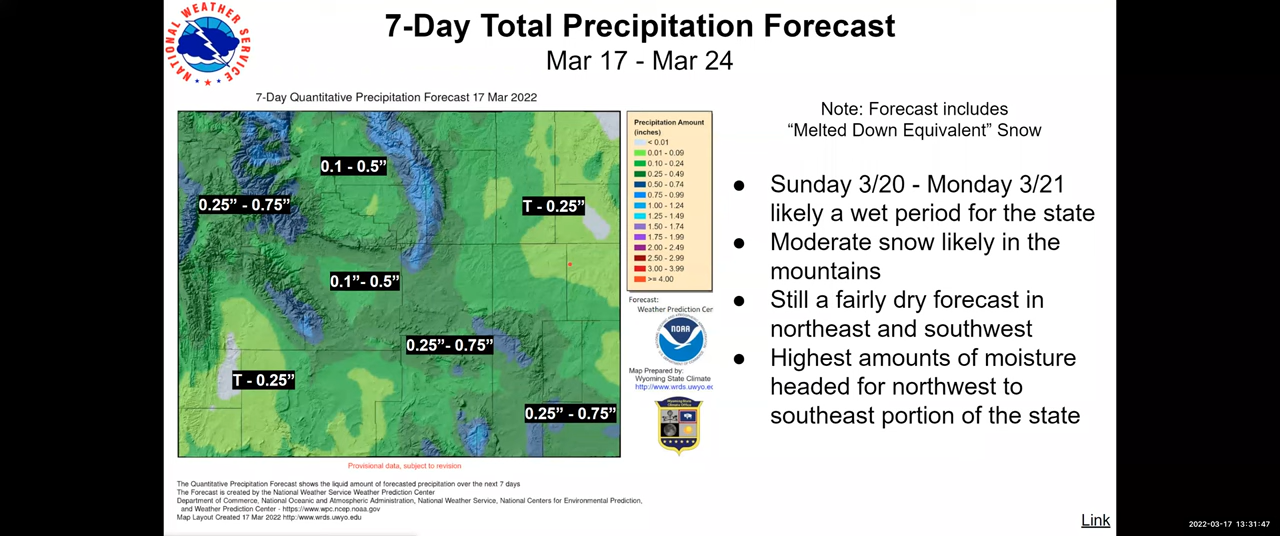 7-Day Total Precipitation Forecast
Mar 17 - Mar 24
NATIONAL WEATHER SERVICE
7-Day Quantitative Precipitation Forecast 17 Mar 2022
0.1 - 0.5”
0.25” - 0.75”
T - 0.25”
0.1”- 0.5”
0.25”- 0.75”
T - 0.25”
0.25” - 0.75”
Provisional data, subject to revision
Precipitation Amount
(inches)
< 0.01
0.01 - 0.09
0.10 - 0.24
0.25 - 0.49
0.50 - 0.74
0.75 - 0.99
1.00 - 1.24
1.25 - 1.49
1.50 - 1.74
1.75 - 1.99
2.00 - 2.49
2.50 - 2.99
3.00 - 3.99
>= 4.00
Forecast:
Weather Prediction Cer
NOAA
Map Prepared by:
Wyoming State Climate
http://www.wrds.uwyo.ec
The Quantitative Precipitation Forecast shows the liquid amount of forecasted precipitation over the next 7 days
The Forecast is created by the National Weather Service Weather Prediction Center
Department of Commerce, National Oceanic and Atmospheric Administration, National Weather Service, National Centers for Environmental Prediction,
and Weather Prediction Center - https://www.wpc.ncep.noaa.gov
Map Layout Created 17 Mar 2022 http://www.wrds.uwyo.edu
Note: Forecast includes
“Melted Down Equivalent” Snow
● Sunday 3/20 - Monday 3/21
likely a wet period for the state
● Moderate snow likely in the
mountains
● Still a fairly dry forecast in
northeast and southwest
● Highest amounts of moisture
headed for northwest to
southeast portion of the state
Link
2022-03-17 13:31:47